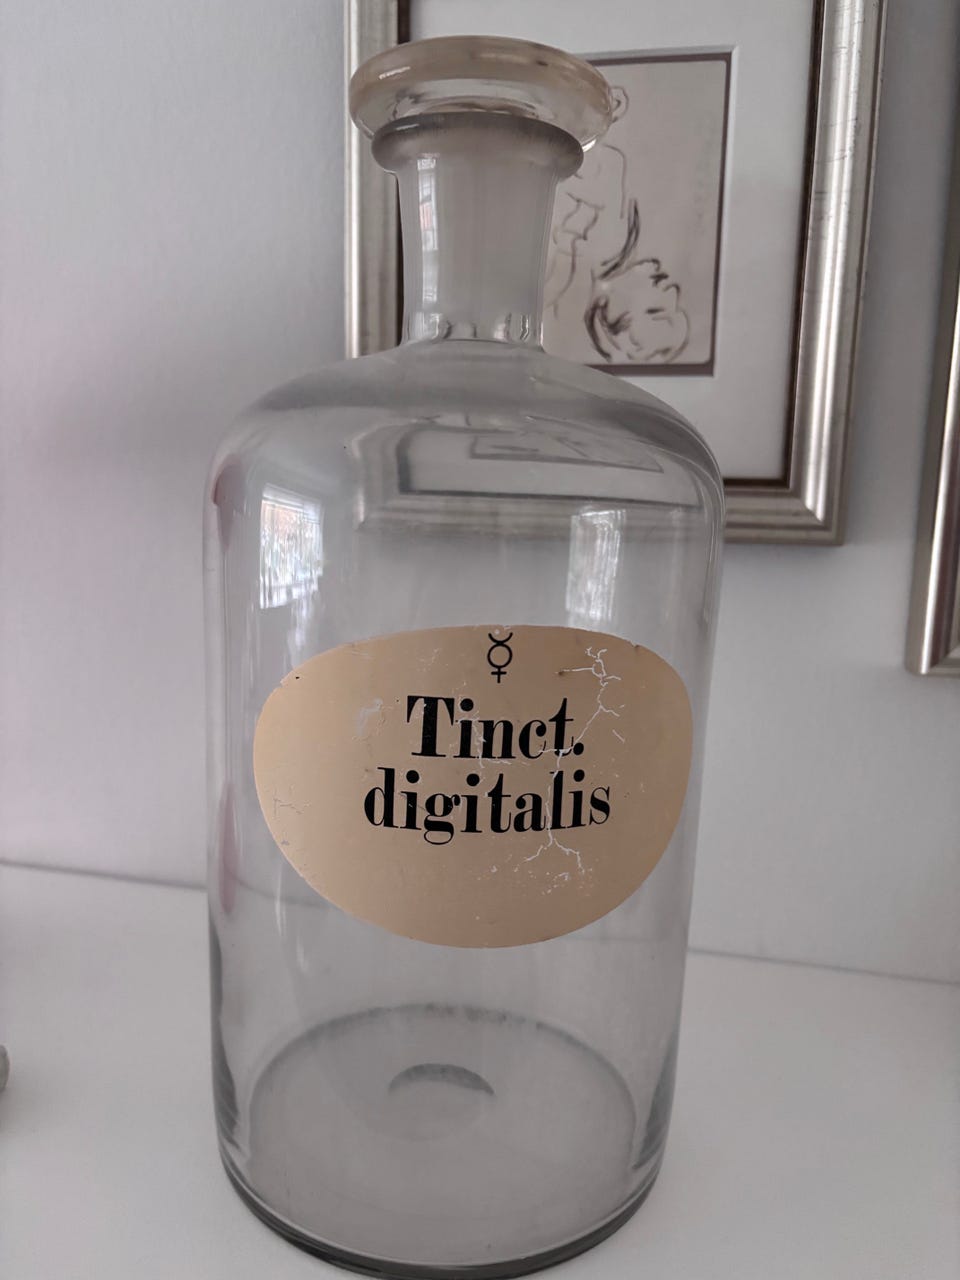 ☿
Tinct.
digitalis